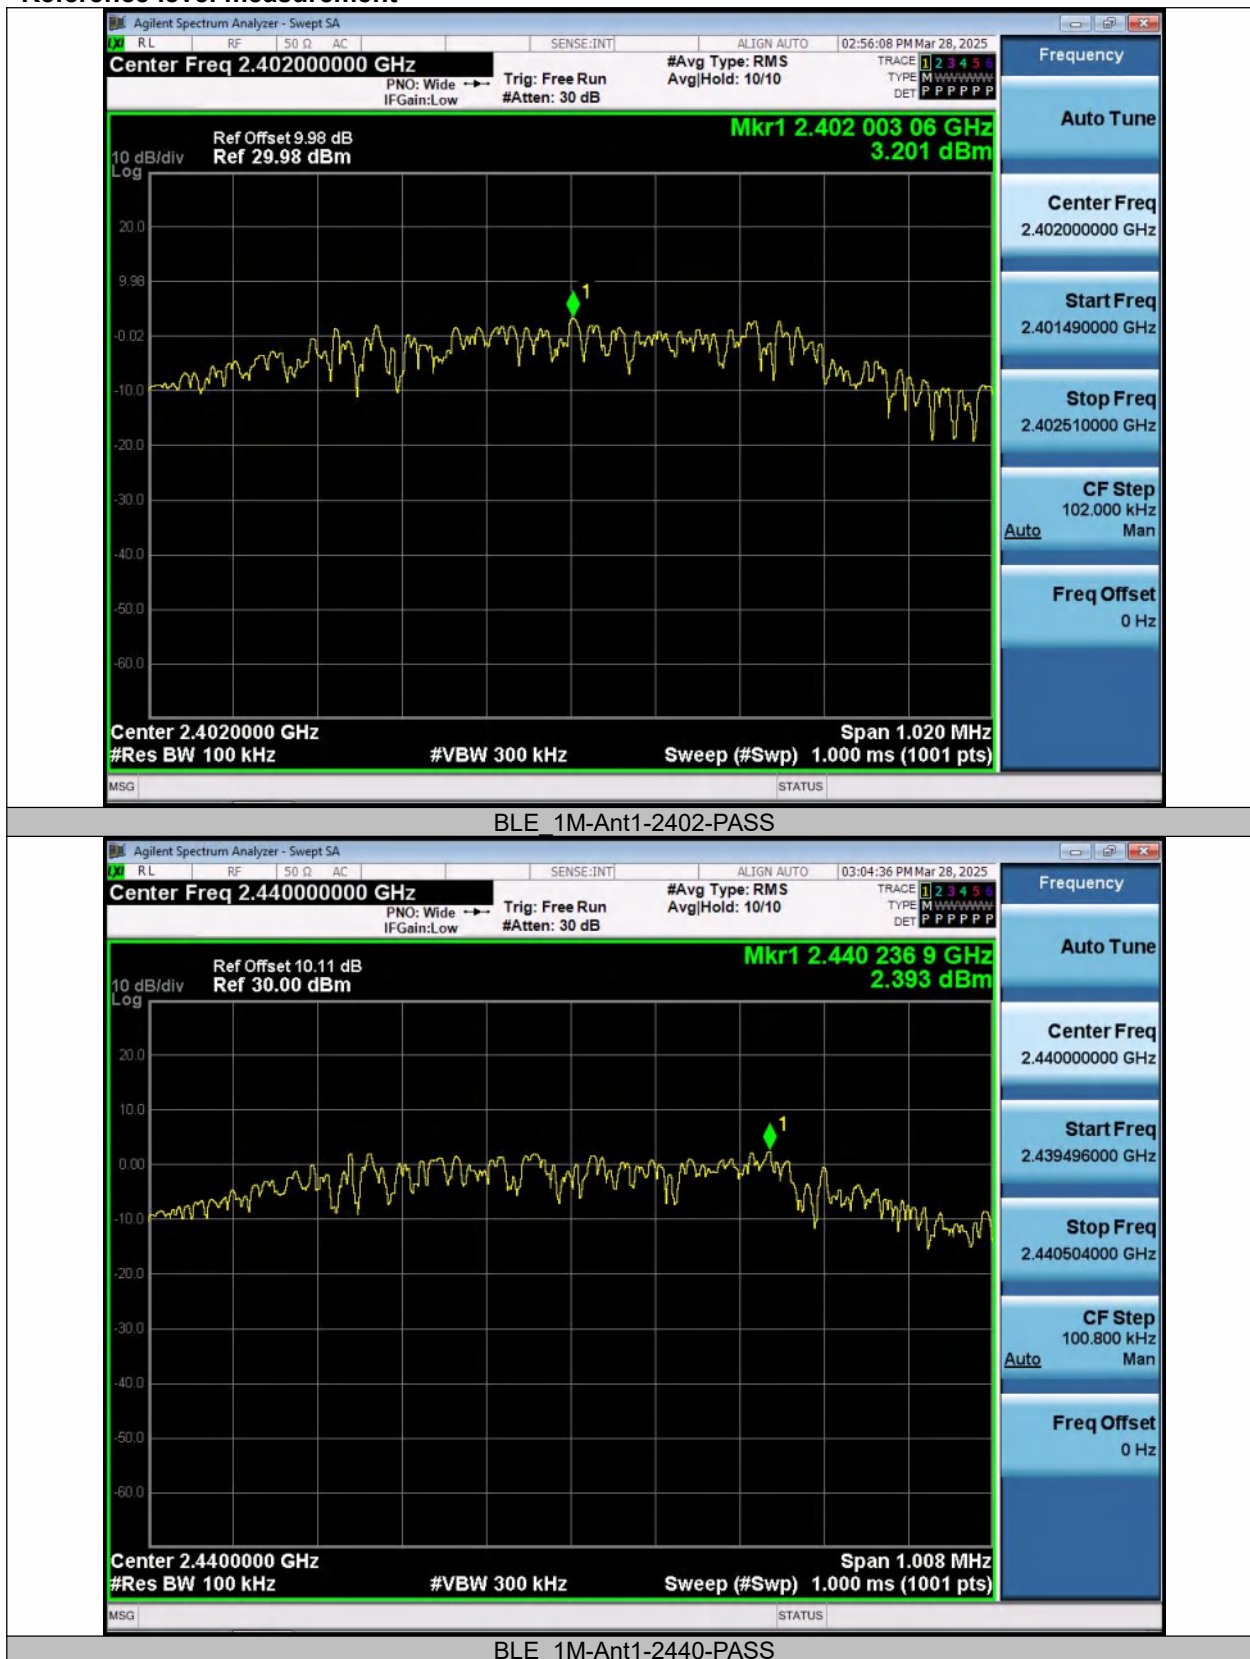 Reference level measurement
Agilent Spectrum Analyzer - Swept SA
LXI RL RF 50 Ω AC SENSE:INT ALIGN AUTO 02:56:08 PM Mar 28, 2025
Center Freq 2.402000000 GHz #Avg Type: RMS TRACE 1 2 3 4 5 6
PNO: Wide Trig: Free Run Avg|Hold: 10/10 TYPE M WWWWW
IFGain:Low #Atten: 30 dB DET P P P P P P
Frequency
Auto Tune
Mkr1 2.402 003 06 GHz
Ref Offset 9.98 dB
10 dB/div Ref 29.98 dBm 3.201 dBm
Log
20.0
9.98
1
-0.02
-10.0
-20.0
-30.0
-40.0
-50.0
-60.0
Center Freq
2.402000000 GHz
Start Freq
2.401490000 GHz
Stop Freq
2.402510000 GHz
CF Step
102.000 kHz
Auto Man
Freq Offset
0 Hz
Center 2.4020000 GHz Span 1.020 MHz
#Res BW 100 kHz #VBW 300 kHz Sweep (#Swp) 1.000 ms (1001 pts)
MSG STATUS
BLE_1M-Ant1-2402-PASS
Agilent Spectrum Analyzer - Swept SA
LXI RL RF 50 Ω AC SENSE:INT ALIGN AUTO 03:04:36 PM Mar 28, 2025
Center Freq 2.440000000 GHz #Avg Type: RMS TRACE 1 2 3 4 5 6
PNO: Wide Trig: Free Run Avg|Hold: 10/10 TYPE M WWWWW
IFGain:Low #Atten: 30 dB DET P P P P P P
Frequency
Auto Tune
Mkr1 2.440 236 9 GHz
Ref Offset 10.11 dB
10 dB/div Ref 30.00 dBm 2.393 dBm
Log
20.0
10.0
1
0.00
-10.0
-20.0
-30.0
-40.0
-50.0
-60.0
Center Freq
2.440000000 GHz
Start Freq
2.439496000 GHz
Stop Freq
2.440504000 GHz
CF Step
100.800 kHz
Auto Man
Freq Offset
0 Hz
Center 2.4400000 GHz Span 1.008 MHz
#Res BW 100 kHz #VBW 300 kHz Sweep (#Swp) 1.000 ms (1001 pts)
MSG STATUS
BLE_1M-Ant1-2440-PASS